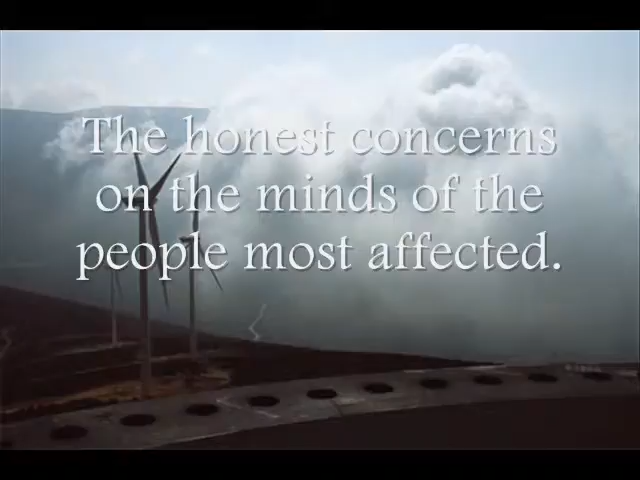 The honest concerns
on the minds of the
people most affected.